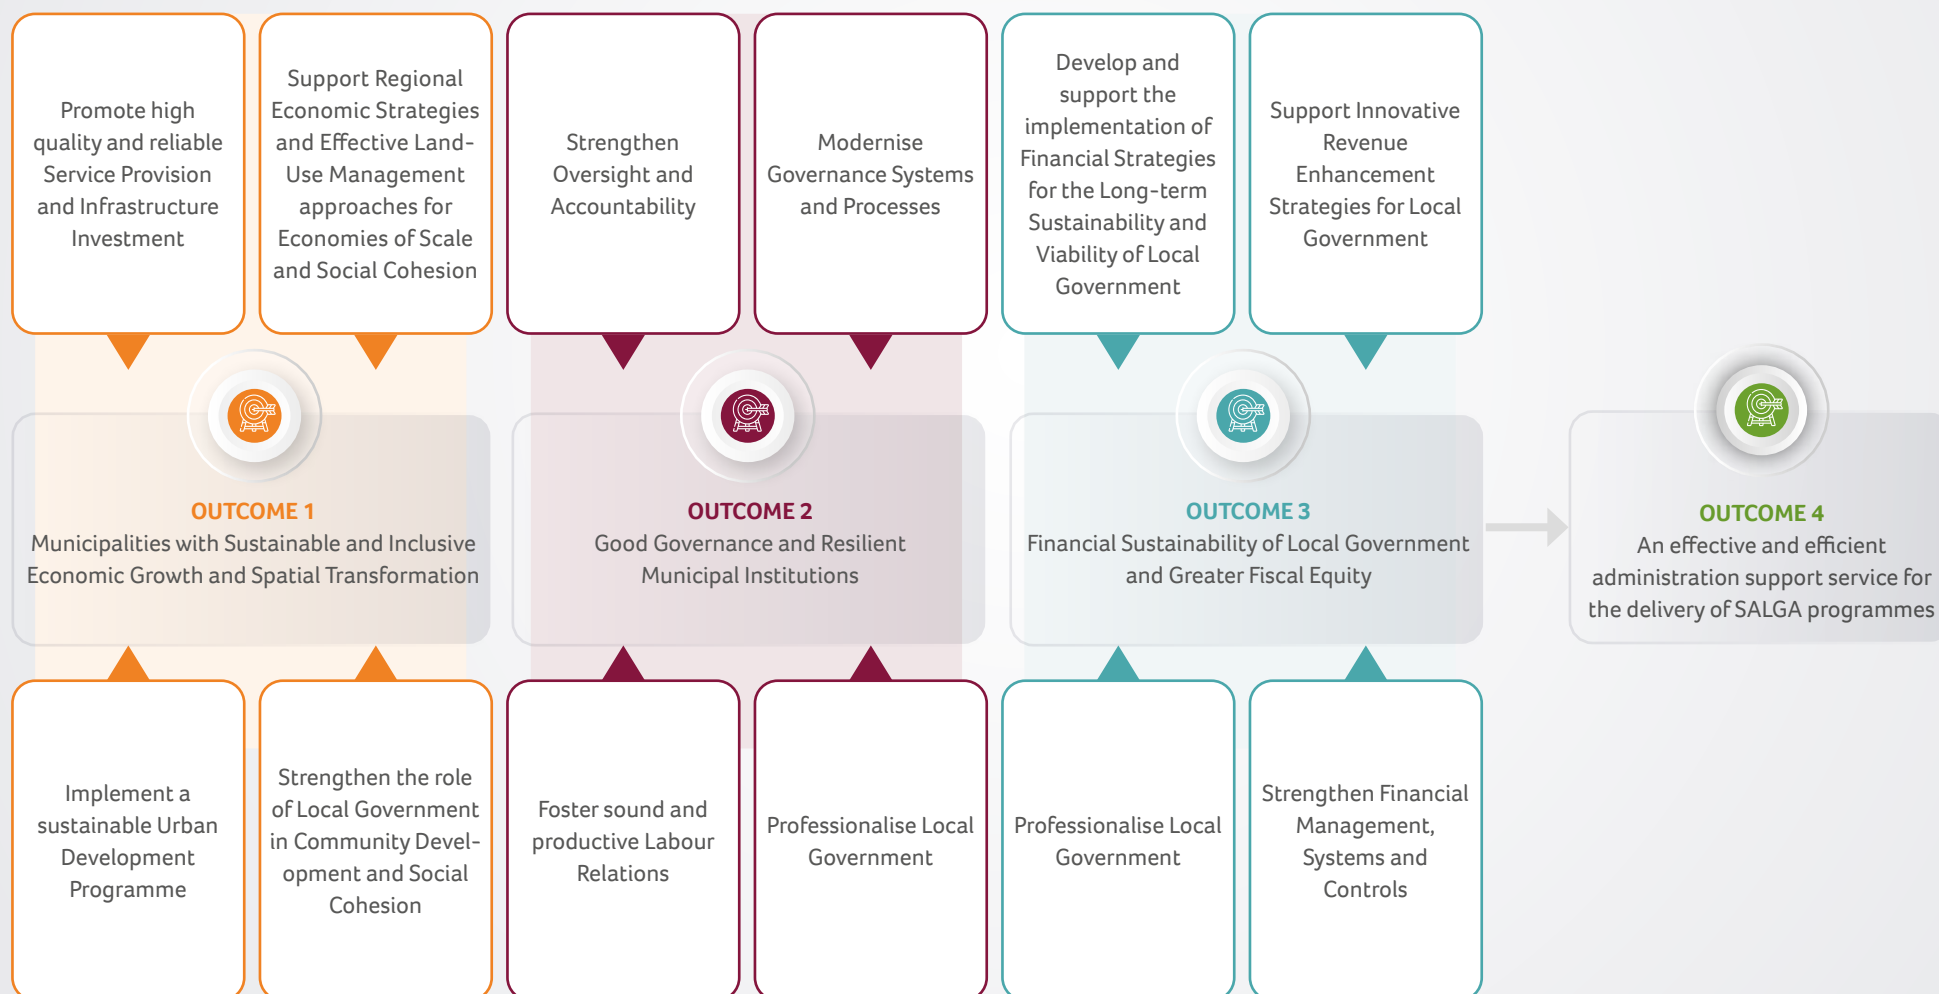 Promote high
quality and reliable
Service Provision
and Infrastructure
Investment
Support Regional
Economic Strategies
and Effective Land-
Use Management
approaches for
Economies of Scale
and Social Cohesion
Strengthen
Oversight and
Accountability
Modernise
Governance Systems
and Processes
Develop and
support the
implementation of
Financial Strategies
for the Long-term
Sustainability and
Viability of Local
Government
Support Innovative
Revenue
Enhancement
Strategies for Local
Government
OUTCOME 1
Municipalities with Sustainable and Inclusive
Economic Growth and Spatial Transformation
OUTCOME 2
Good Governance and Resilient
Municipal Institutions
OUTCOME 3
Financial Sustainability of Local Government
and Greater Fiscal Equity
OUTCOME 4
An effective and efficient
administration support service for
the delivery of SALGA programmes
Implement a
sustainable Urban
Development
Programme
Strengthen the role
of Local Government
in Community Devel-
opment and Social
Cohesion
Foster sound and
productive Labour
Relations
Professionalise Local
Government
Professionalise Local
Government
Strengthen Financial
Management,
Systems and
Controls